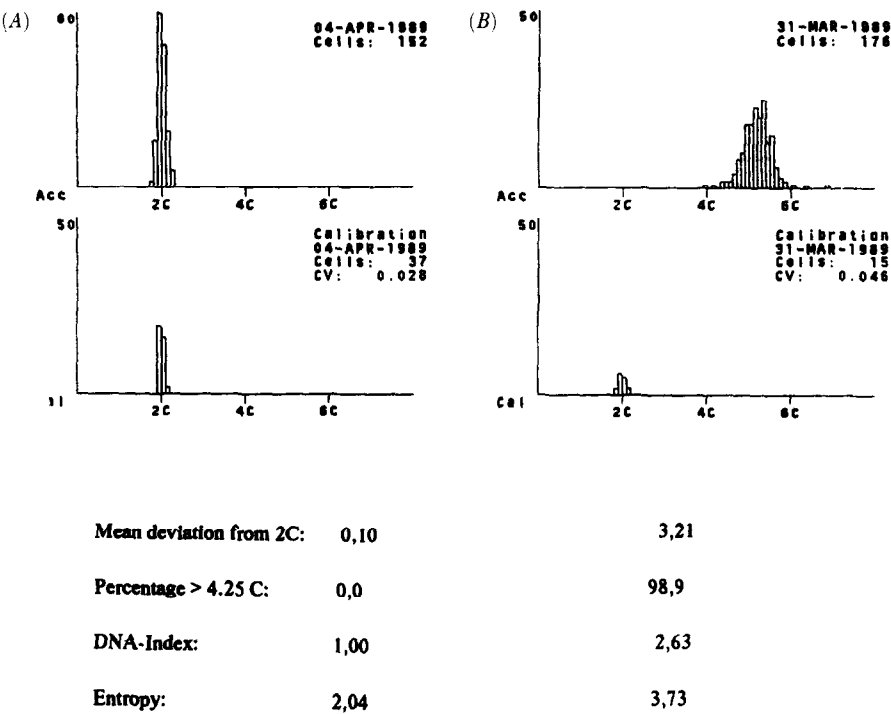 (A)
60
04-APR-1989
Cells: 152
Acc
2C 4C 6C
50
Calibration
04-APR-1989
Cells: 37
CV: 0.028
2C 4C 6C
(B)
50
31-MAR-1989
Cells: 176
Acc
2C 4C 6C
50
Calibration
31-MAR-1989
Cells: 15
CV: 0.046
Cal
2C 4C 6C
Mean deviation from 2C: 0,10 3,21
Percentage > 4.25 C: 0,0 98,9
DNA-Index: 1,00 2,63
Entropy: 2,04 3,73